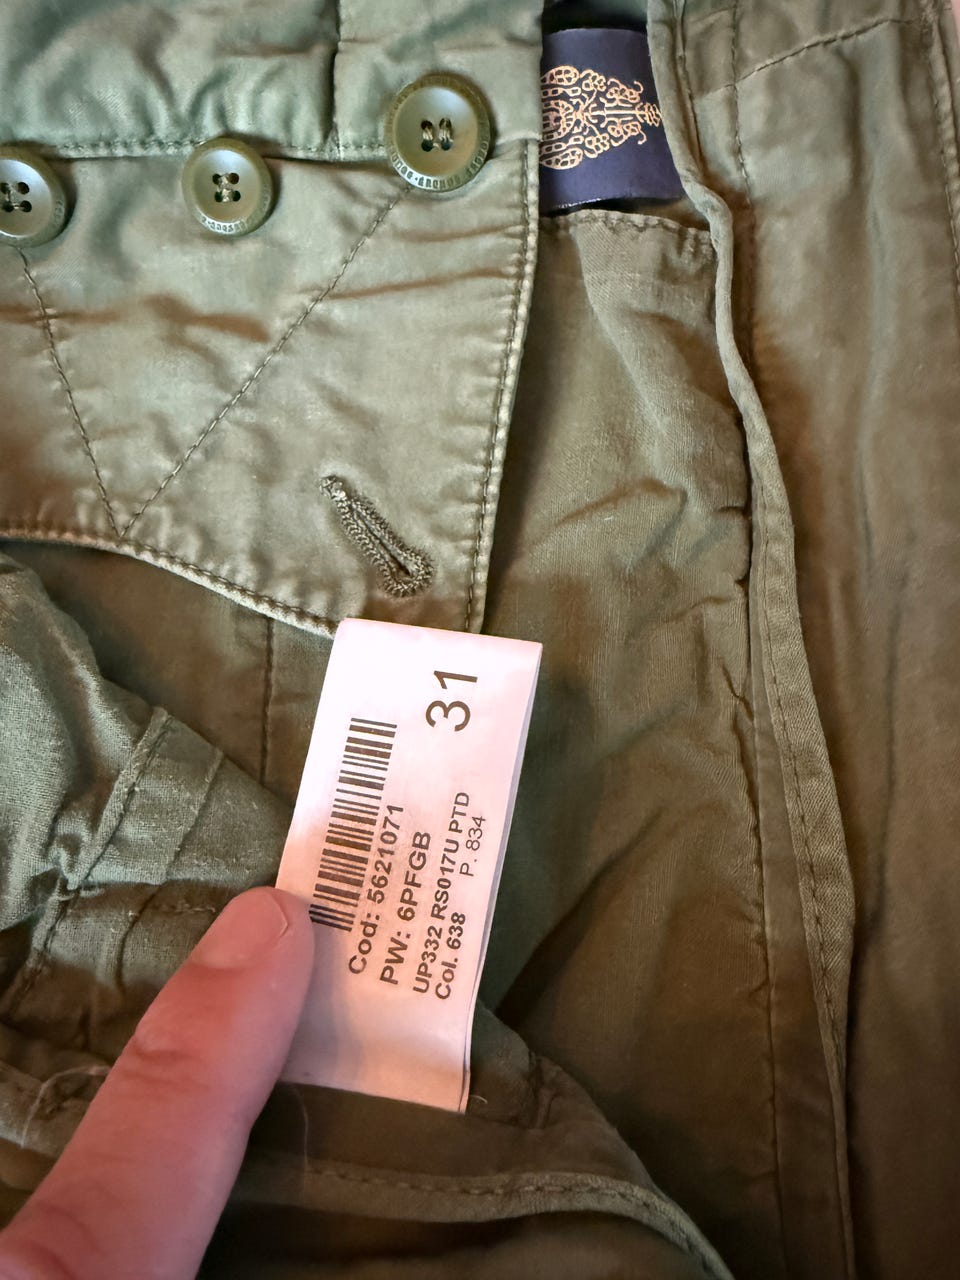 31
Cod: 5621071
PW: 6PFGB
UP332 RS017U PTD
Col. 638 P. 834